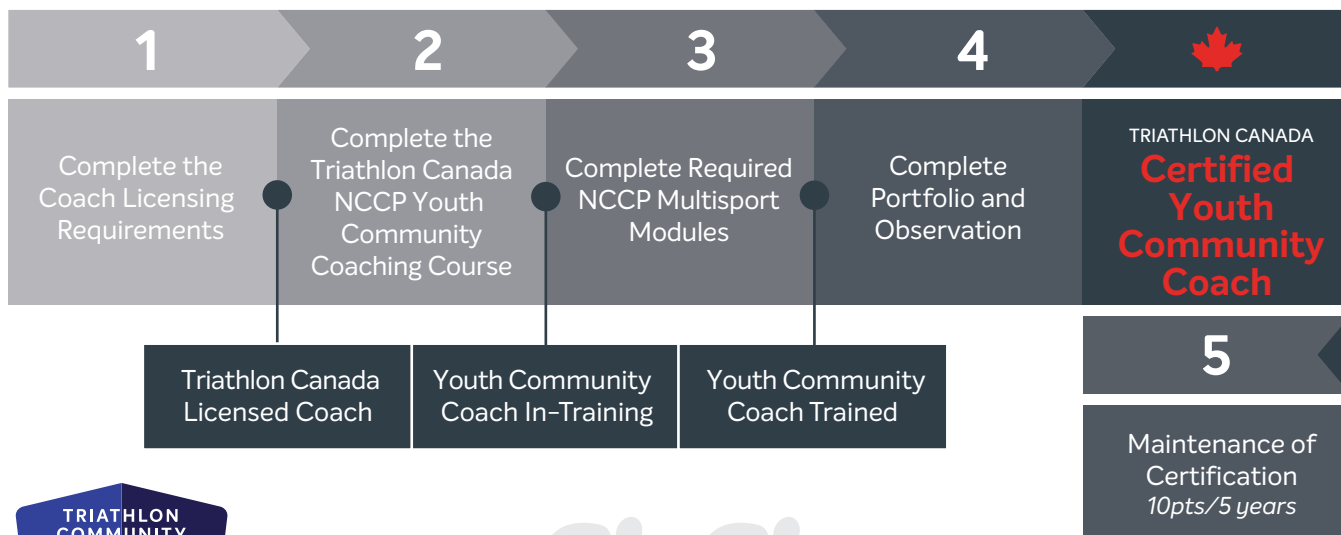 1
2
3
4
Complete the
Coach Licensing
Requirements
Complete the
Triathlon Canada
NCCP Youth
Community
Coaching Course
Complete Required
NCCP Multisport
Modules
Complete
Portfolio and
Observation
TRIATHLON CANADA
Certified
Youth
Community
Coach
Triathlon Canada
Licensed Coach
Youth Community
Coach In-Training
Youth Community
Coach Trained
5
Maintenance of
Certification
10pts/5 years
TRIATHLON
COMMUNITY